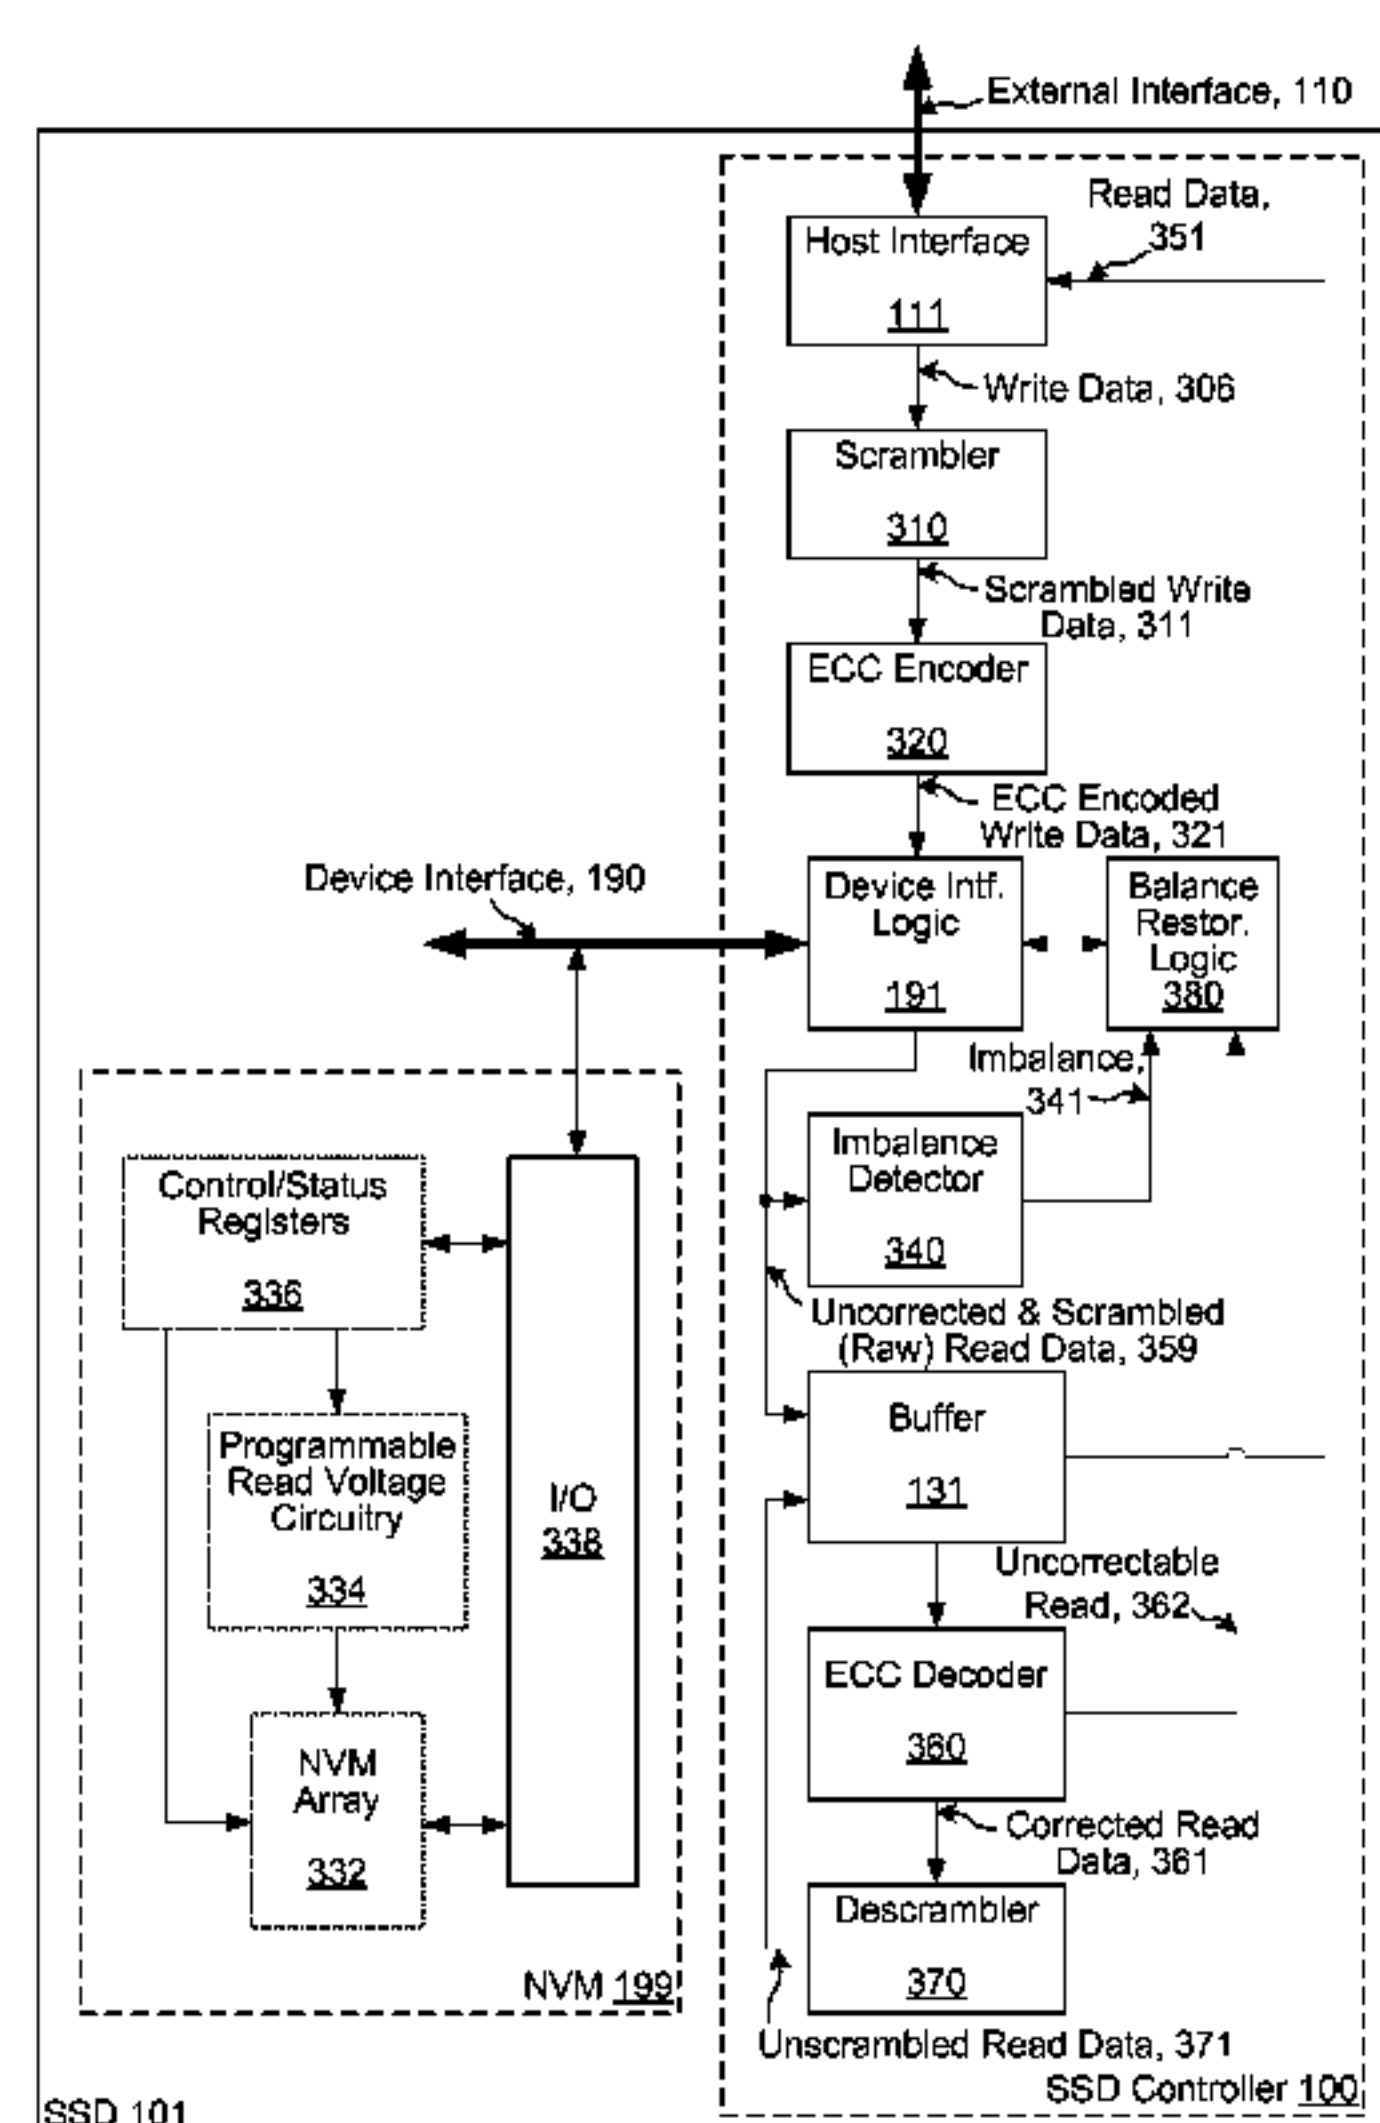 External Interface, 110
Read Data,
351
Host Interface
111
Write Data, 306
Scrambler
310
Scrambled Write
Data, 311
ECC Encoder
320
ECC Encoded
Write Data, 321
Device Interface, 190
Device Intf.
Logic
191
Balance
Restor.
Logic
380
Imbalance,
341
Imbalance
Detector
340
Control/Status
Registers
336
Uncorrected & Scrambled
(Raw) Read Data, 359
Buffer
131
Programmable
Read Voltage
Circuitry
334
I/O
338
Uncorrectable
Read, 362
ECC Decoder
360
NVM
Array
332
Corrected Read
Data, 361
Descrambler
370
NVM 199
Unscrambled Read Data, 371
SSD Controller 100
SSD 101